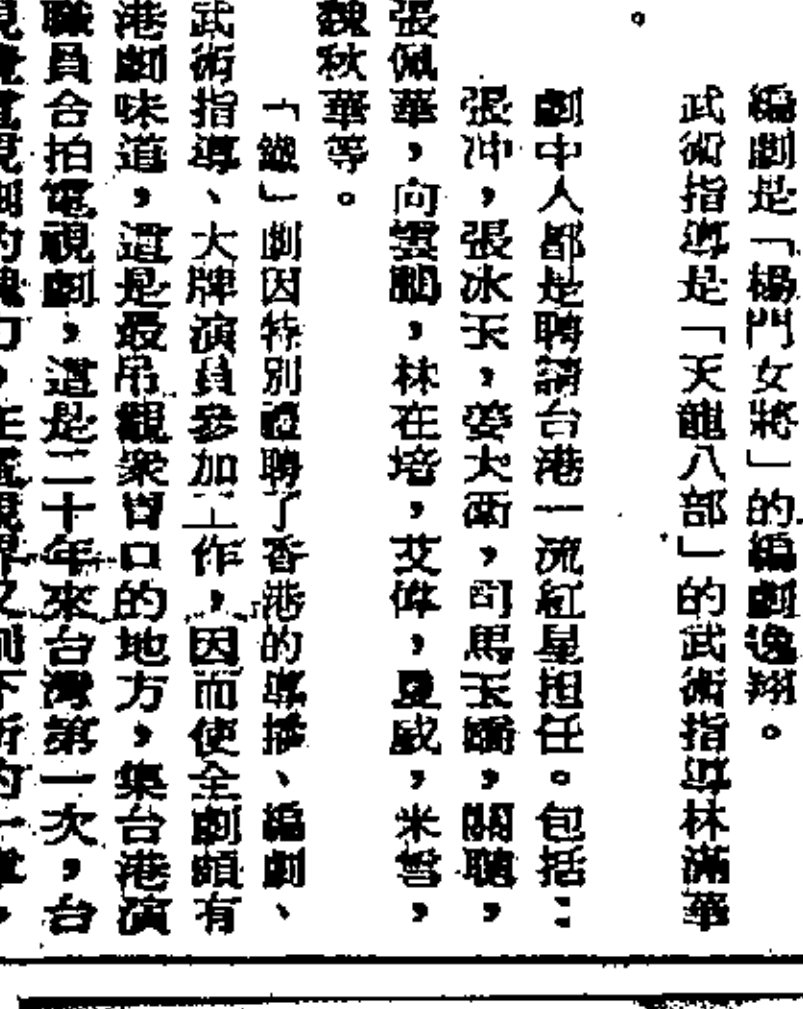 編劇是「楊門女將」的編劇逸翔。
武術指導是「天龍八部」的武術指導林滿華
。
劇中人都是聘請台港一流紅星担任。包括：
張冲，張冰玉，姜大衛，司馬玉嬌，關聰，
張佩華，向雲鵬，林在培，艾偉，夏威，米雪，
魏秋華等。
「鐵」劇因特別禮聘了香港的導播、編劇、
武術指導、大牌演員參加工作，因而使全劇頗有
港劇味道，這是最吊觀衆胃口的地方，集台港演
職員合拍電視劇，這是二十年來台灣第一次，台